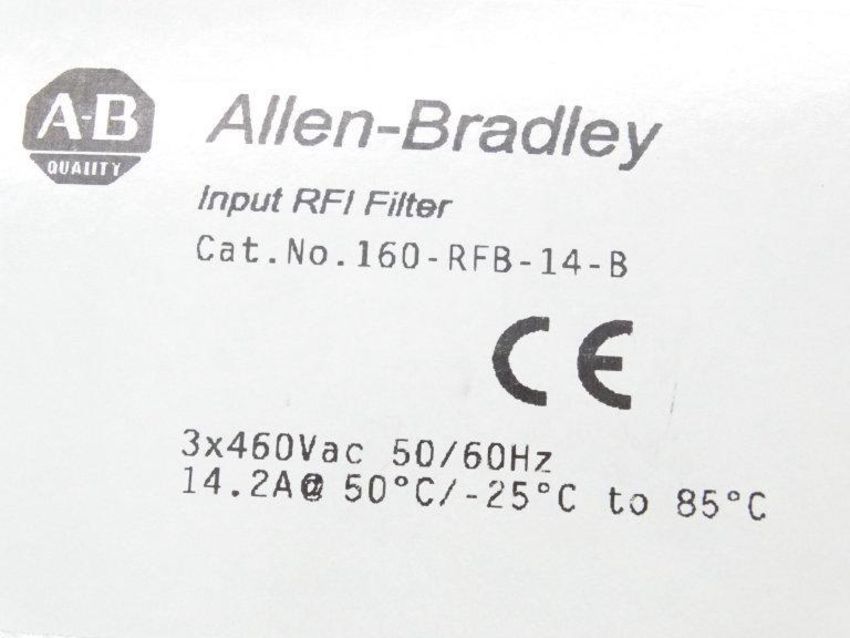 A-B
QUALITY
Allen-Bradley
Input RFI Filter
Cat.No.160-RFB-14-B
CE
3x460Vac 50/60Hz
14.2A@ 50°C/-25°C to 85°C